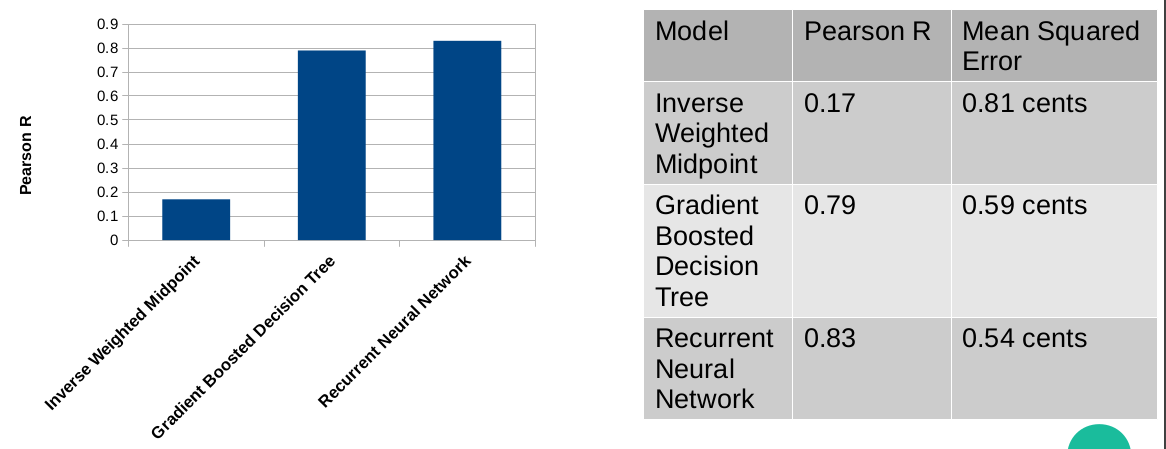 0.9
0.8
0.7
0.6
0.5
0.4
0.3
0.2
0.1
0
Pearson R
Inverse Weighted Midpoint
Gradient Boosted Decision Tree
Recurrent Neural Network
Model Pearson R Mean Squared
Error
Inverse 0.17 0.81 cents
Weighted
Midpoint
Gradient 0.79 0.59 cents
Boosted
Decision
Tree
Recurrent 0.83 0.54 cents
Neural
Network